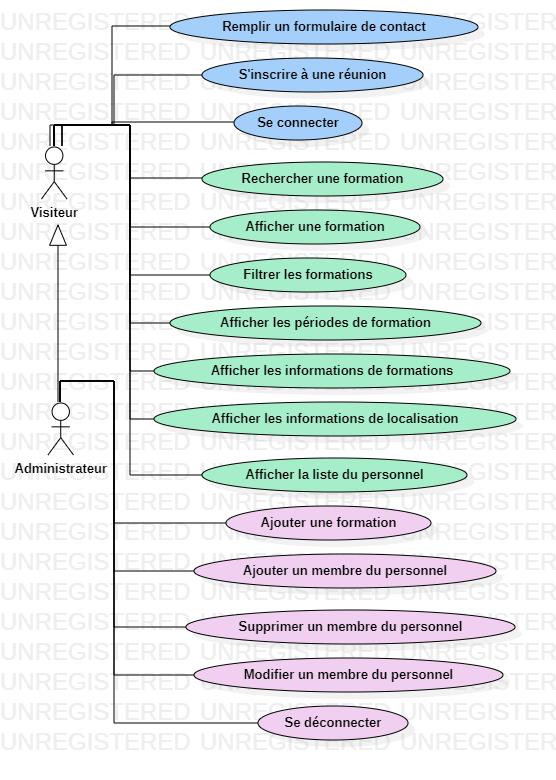 Remplir un formulaire de contact
S'inscrire à une réunion
Se connecter
Visiteur
Rechercher une formation
Afficher une formation
Filtrer les formations
Afficher les périodes de formation
Afficher les informations de formations
Afficher les informations de localisation
Administrateur
Afficher la liste du personnel
Ajouter une formation
Ajouter un membre du personnel
Supprimer un membre du personnel
Modifier un membre du personnel
Se déconnecter
UNREGISTERED